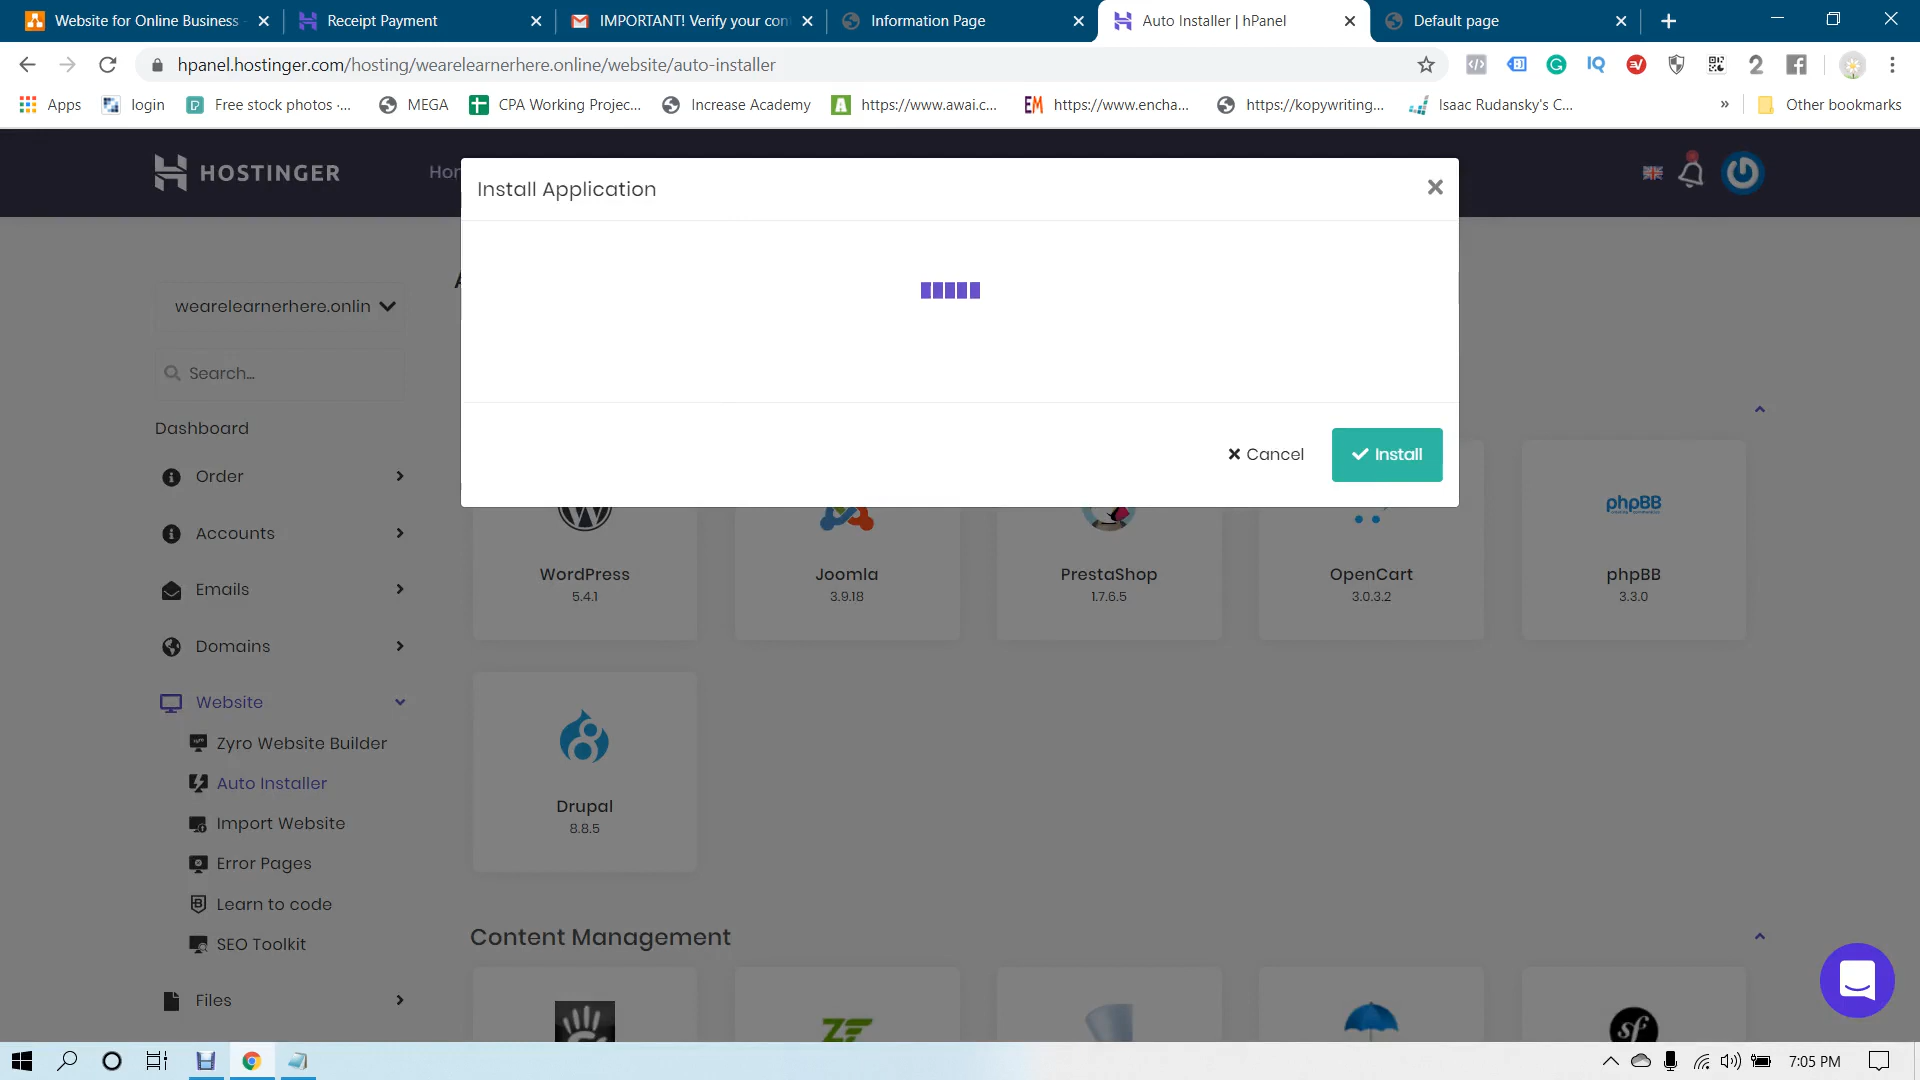 Website for Online Business -
Receipt Payment
IMPORTANT! Verify your con
Information Page
Auto Installer | hPanel
Default page
hpanel.hostinger.com/hosting/wearelearnerhere.online/website/auto-installer
Apps
login
Free stock photos ·...
MEGA
CPA Working Projec...
Increase Academy
https://www.awai.c...
https://www.encha...
https://kopywriting...
Isaac Rudansky's C...
»
Other bookmarks
HOSTINGER
Hor
Install Application
wearelearnerhere.onlin
Search...
Cancel
Install
Dashboard
Order
Accounts
Emails
Domains
Website
Zyro Website Builder
Auto Installer
Import Website
Error Pages
Learn to code
SEO Toolkit
Files
WordPress
5.4.1
Joomla
3.9.18
PrestaShop
1.7.6.5
OpenCart
3.0.3.2
phpBB
phpBB
3.3.0
Drupal
8.8.5
Content Management
ZF
sf
7:05 PM